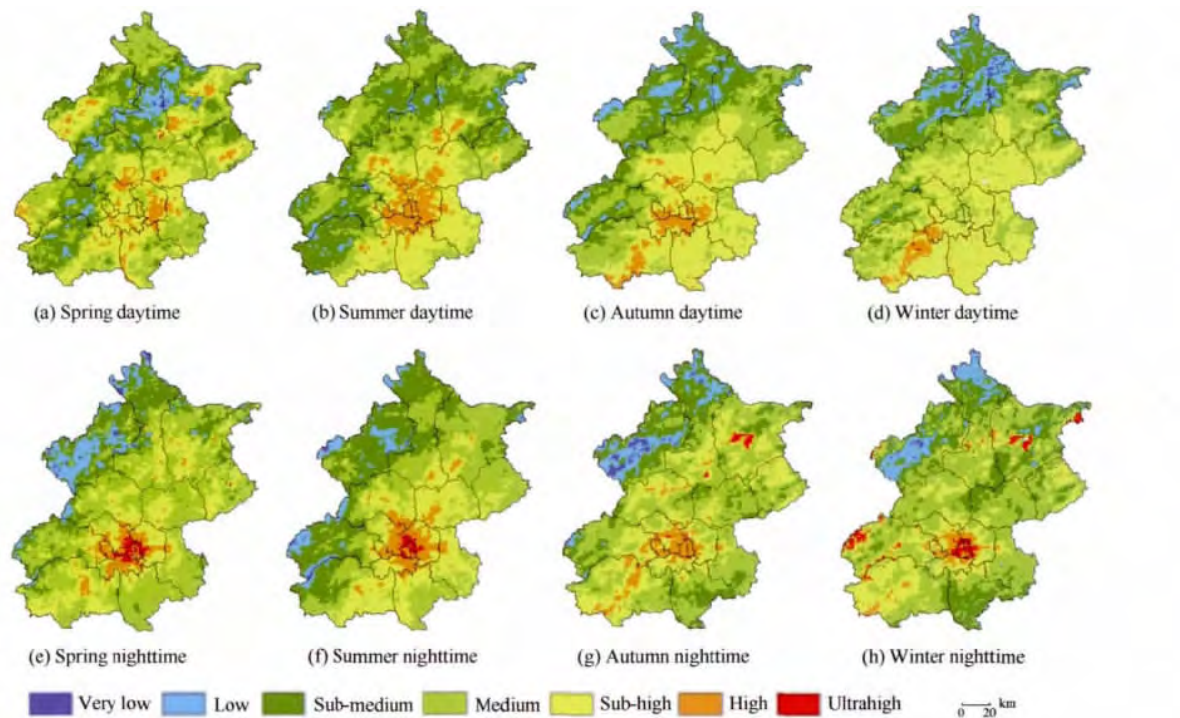 (a) Spring daytime
(b) Summer daytime
(c) Autumn daytime
(d) Winter daytime
(e) Spring nighttime
(f) Summer nighttime
(g) Autumn nighttime
(h) Winter nighttime
Very low Low Sub-medium Medium Sub-high High Ultrahigh 0 20 km